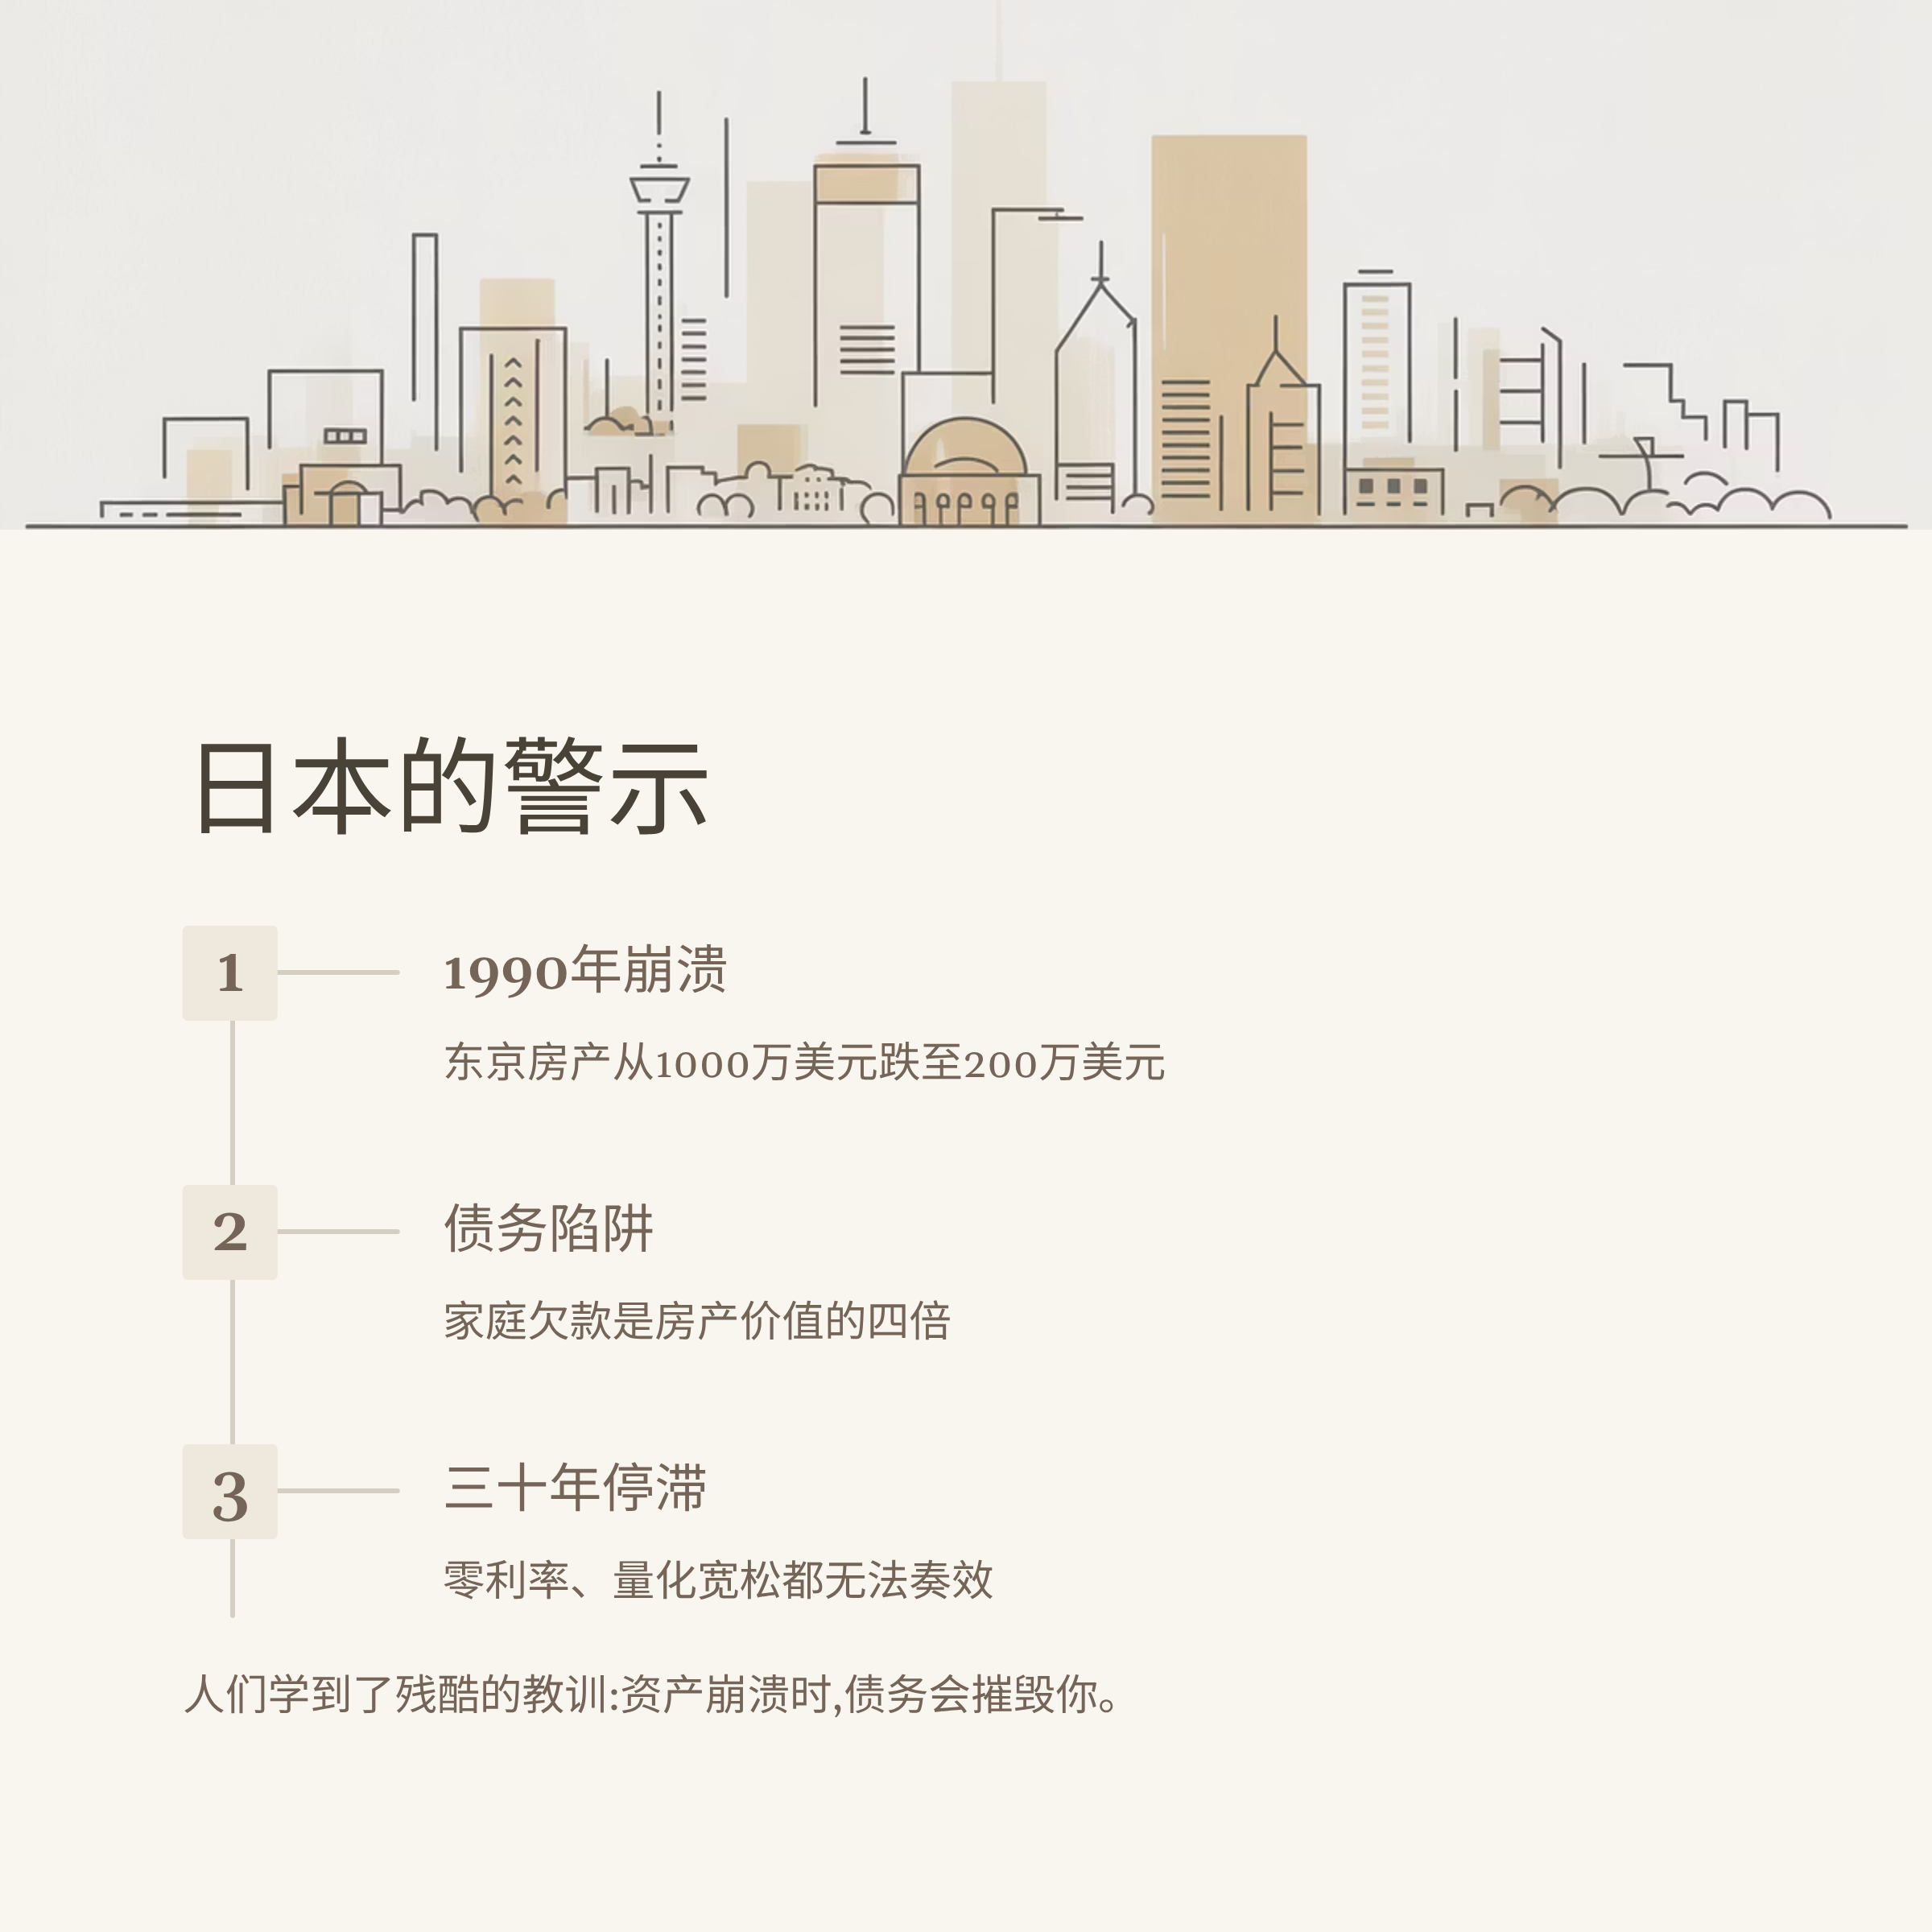 日本的警示
1
1990年崩溃
东京房产从1000万美元跌至200万美元
2
债务陷阱
家庭欠款是房产价值的四倍
3
三十年停滞
零利率、量化宽松都无法奏效
人们学到了残酷的教训:资产崩溃时,债务会摧毁你。